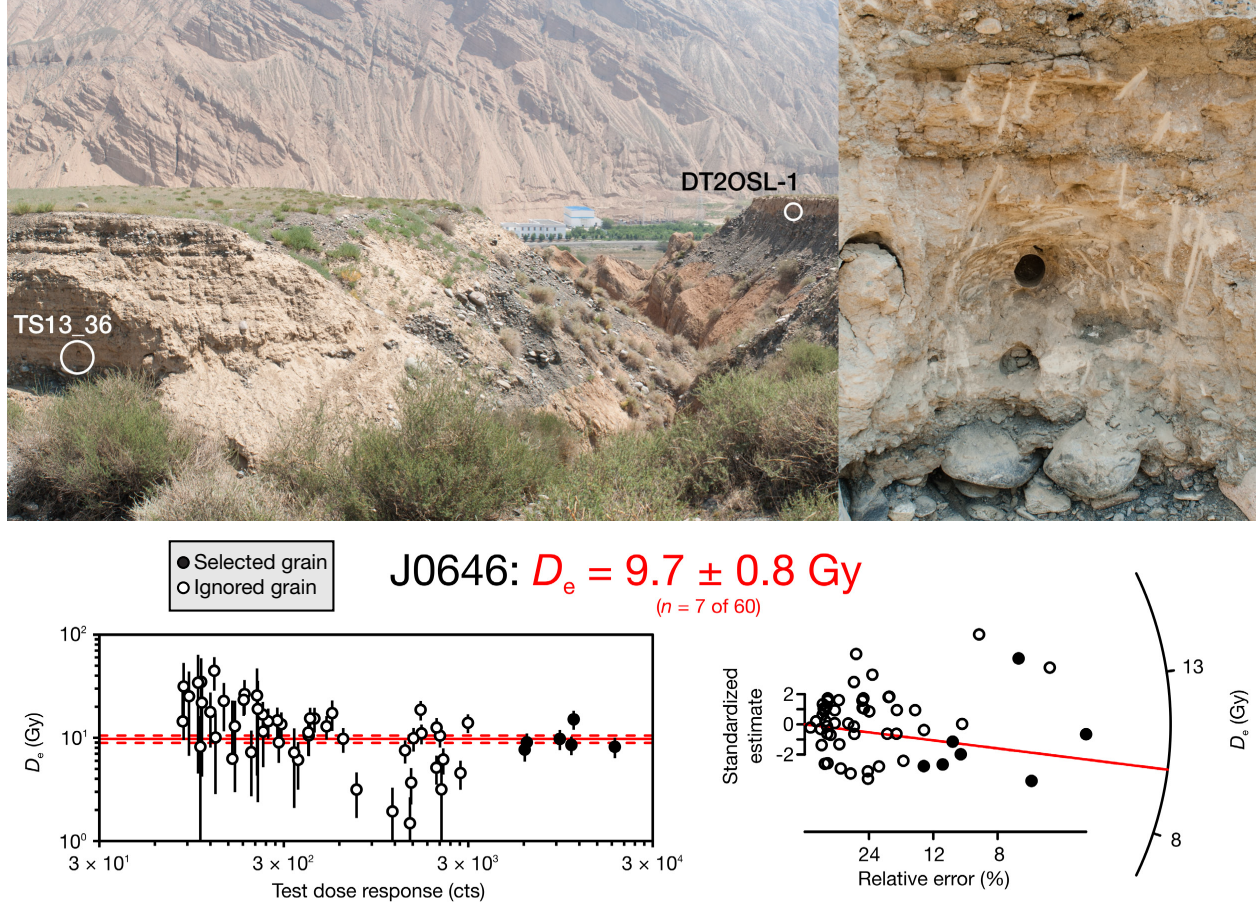 DT2OSL-1
TS13_36
Selected grain
Ignored grain
J0646: Dₑ = 9.7 ± 0.8 Gy
(n = 7 of 60)
10²
10¹
10⁰
Dₑ (Gy)
3 × 10¹
3 × 10²
3 × 10³
3 × 10⁴
Test dose response (cts)
Standardized
estimate
2
0
-2
24
12
8
Relative error (%)
13
8
Dₑ (Gy)